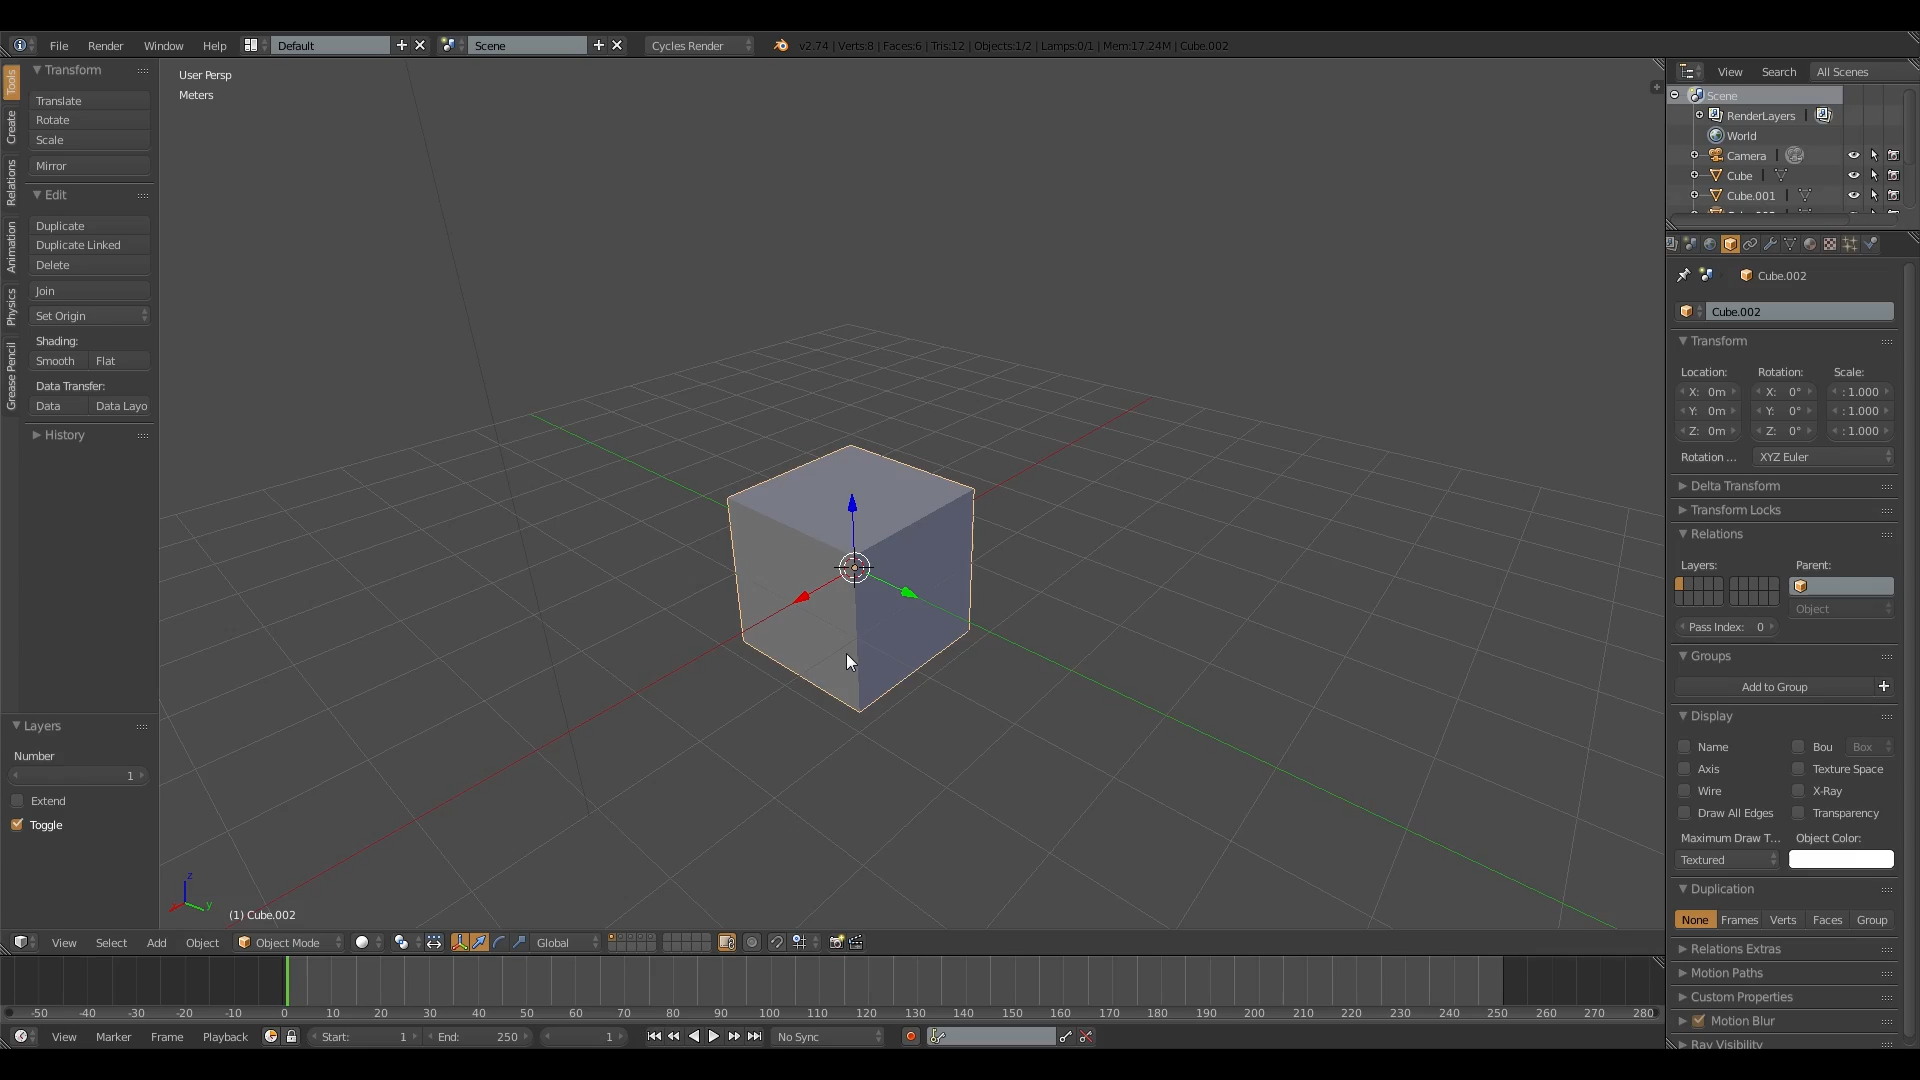 File Render Window Help Default Scene Cycles Render v2.74 | Verts:8 | Faces:6 | Tris:12 | Objects:1/2 | Lamps:0/1 | Mem:17.24M | Cube.002
Tools
Create
Relations
Animation
Physics
Grease Pencil
Transform
Translate
Rotate
Scale
Mirror
Edit
Duplicate
Duplicate Linked
Delete
Join
Set Origin
Shading:
Smooth Flat
Data Transfer:
Data Data Layo
History
Layers
Number
1
Extend
Toggle
User Persp
Meters
z
y
(1) Cube.002
View Search All Scenes
Scene
RenderLayers |
World
Camera |
Cube |
Cube.001 |
Cube.002
Cube.002
Transform
Location: Rotation: Scale:
X: 0m X: 0° : 1.000
Y: 0m Y: 0° : 1.000
Z: 0m Z: 0° : 1.000
Rotation ... XYZ Euler
Delta Transform
Transform Locks
Relations
Layers: Parent:
Object
Pass Index: 0
Groups
Add to Group
Display
Name Bou Box
Axis Texture Space
Wire X-Ray
Draw All Edges Transparency
Maximum Draw T... Object Color:
Textured
Duplication
None Frames Verts Faces Group
Relations Extras
Motion Paths
Custom Properties
Motion Blur
Ray Visibility
View Select Add Object Object Mode Global
-50 -40 -30 -20 -10 0 10 20 30 40 50 60 70 80 90 100 110 120 130 140 150 160 170 180 190 200 210 220 230 240 250 260 270 280
View Marker Frame Playback Start: 1 End: 250 1 No Sync